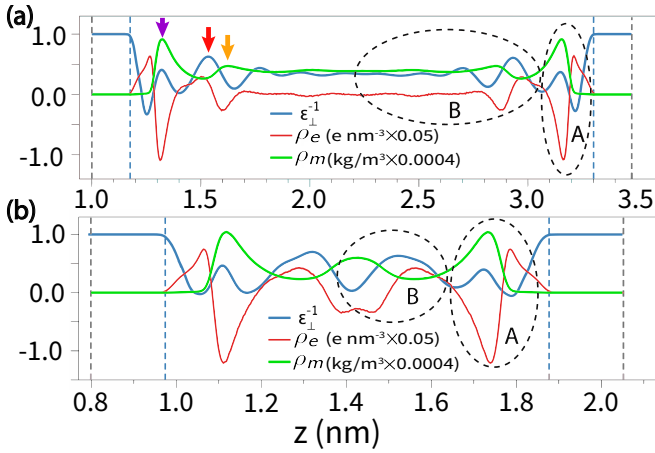 (a)
1.0
0.0
-1.0
B
A
ε⊥⁻¹
ρe (e nm⁻³×0.05)
ρm (kg/m³×0.0004)
1.0 1.5 2.0 2.5 3.0 3.5
(b)
1.0
0.0
-1.0
B
A
ε⊥⁻¹
ρe (e nm⁻³×0.05)
ρm (kg/m³×0.0004)
0.8 1.0 1.2 1.4 1.6 1.8 2.0
z (nm)